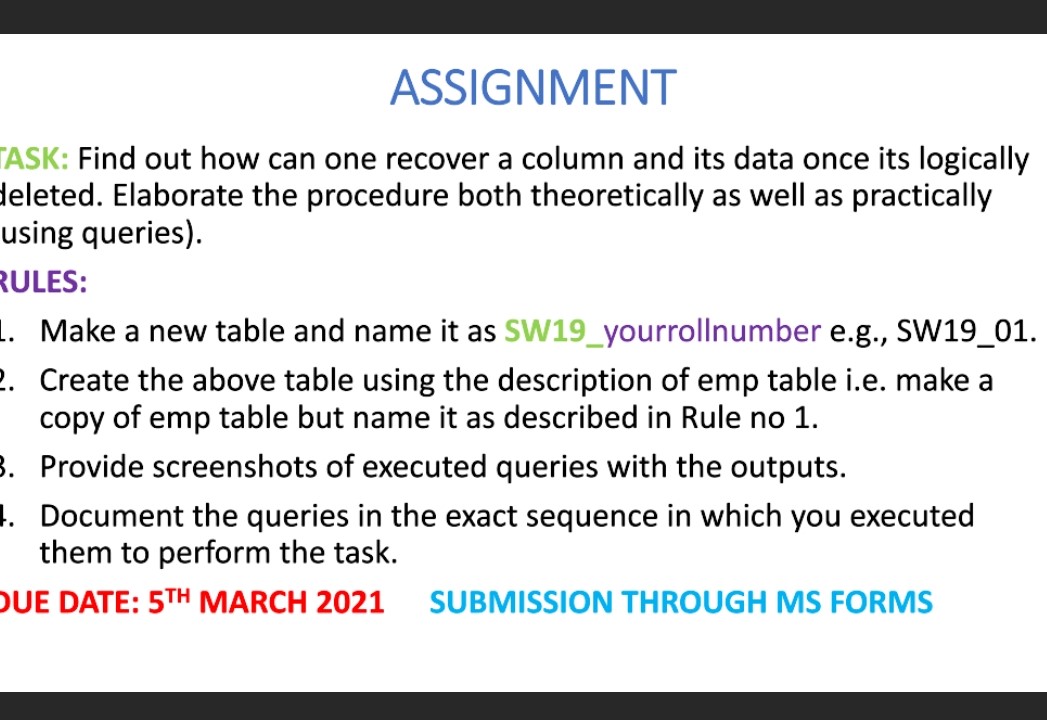 ASSIGNMENT
TASK: Find out how can one recover a column and its data once its logically
deleted. Elaborate the procedure both theoretically as well as practically
(using queries).
RULES:
1. Make a new table and name it as SW19_yourrollnumber e.g., SW19_01.
2. Create the above table using the description of emp table i.e. make a
copy of emp table but name it as described in Rule no 1.
3. Provide screenshots of executed queries with the outputs.
4. Document the queries in the exact sequence in which you executed
them to perform the task.
DUE DATE: 5TH MARCH 2021 SUBMISSION THROUGH MS FORMS